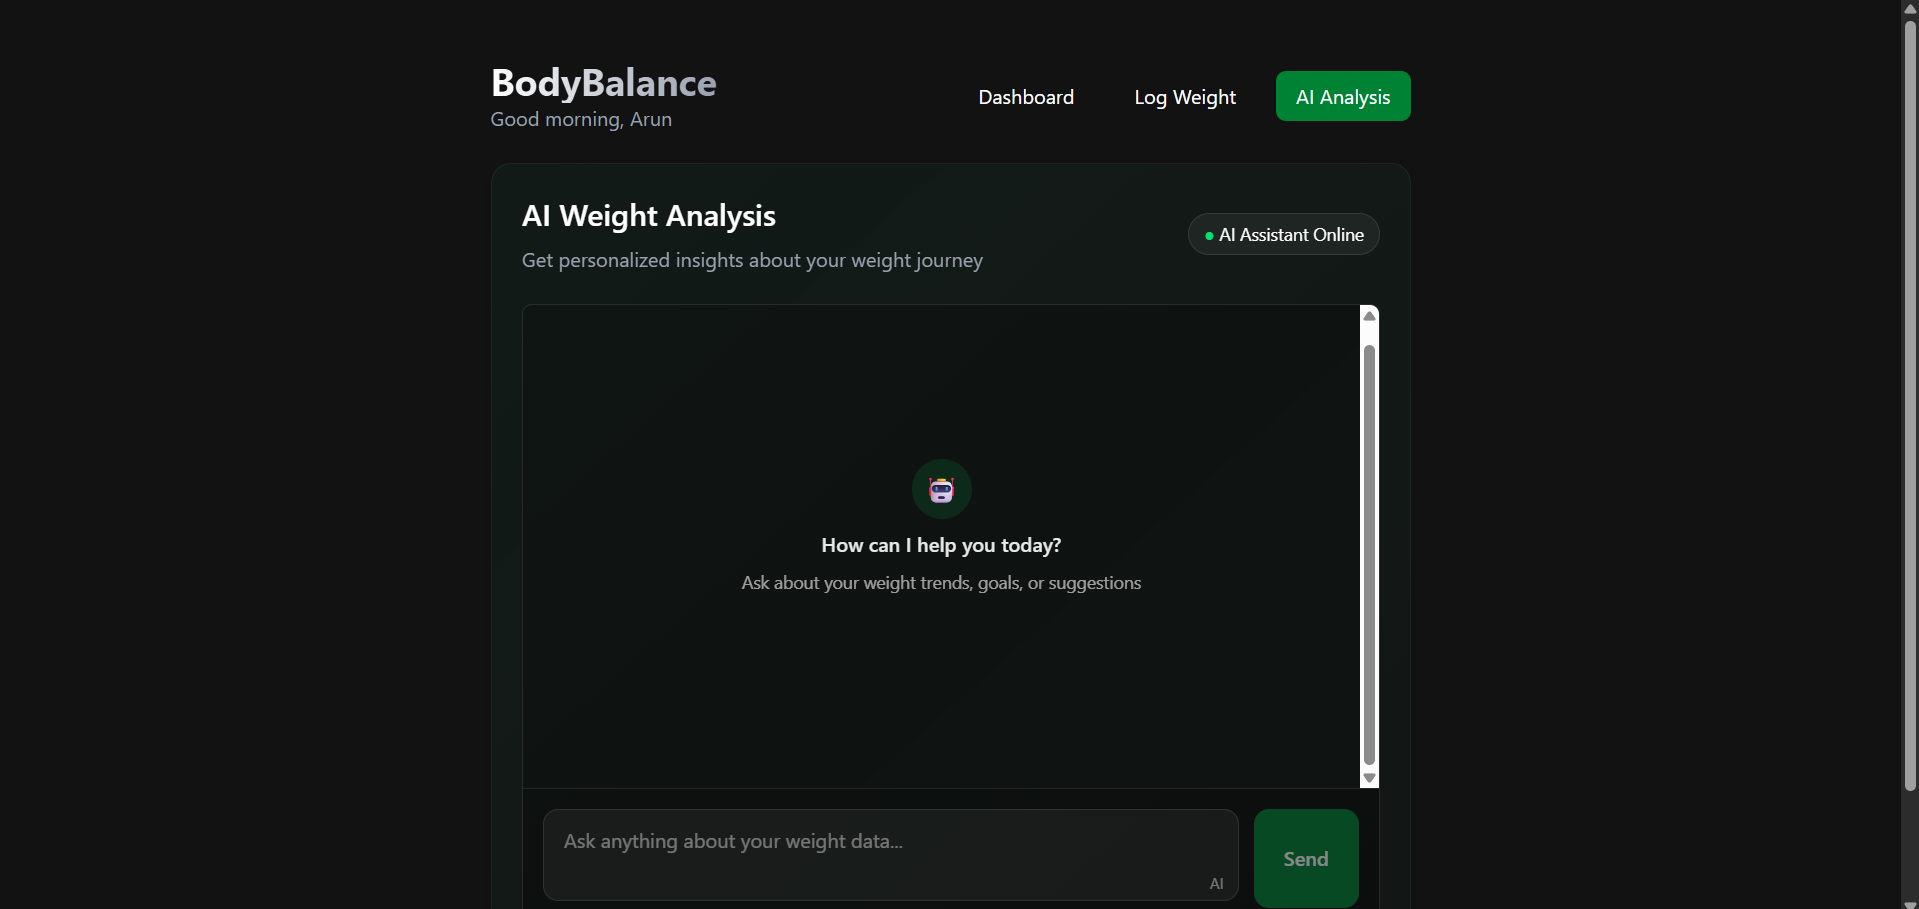 BodyBalance
Good morning, Arun
Dashboard
Log Weight
AI Analysis
AI Weight Analysis
Get personalized insights about your weight journey
AI Assistant Online
How can I help you today?
Ask about your weight trends, goals, or suggestions
Ask anything about your weight data...
AI
Send